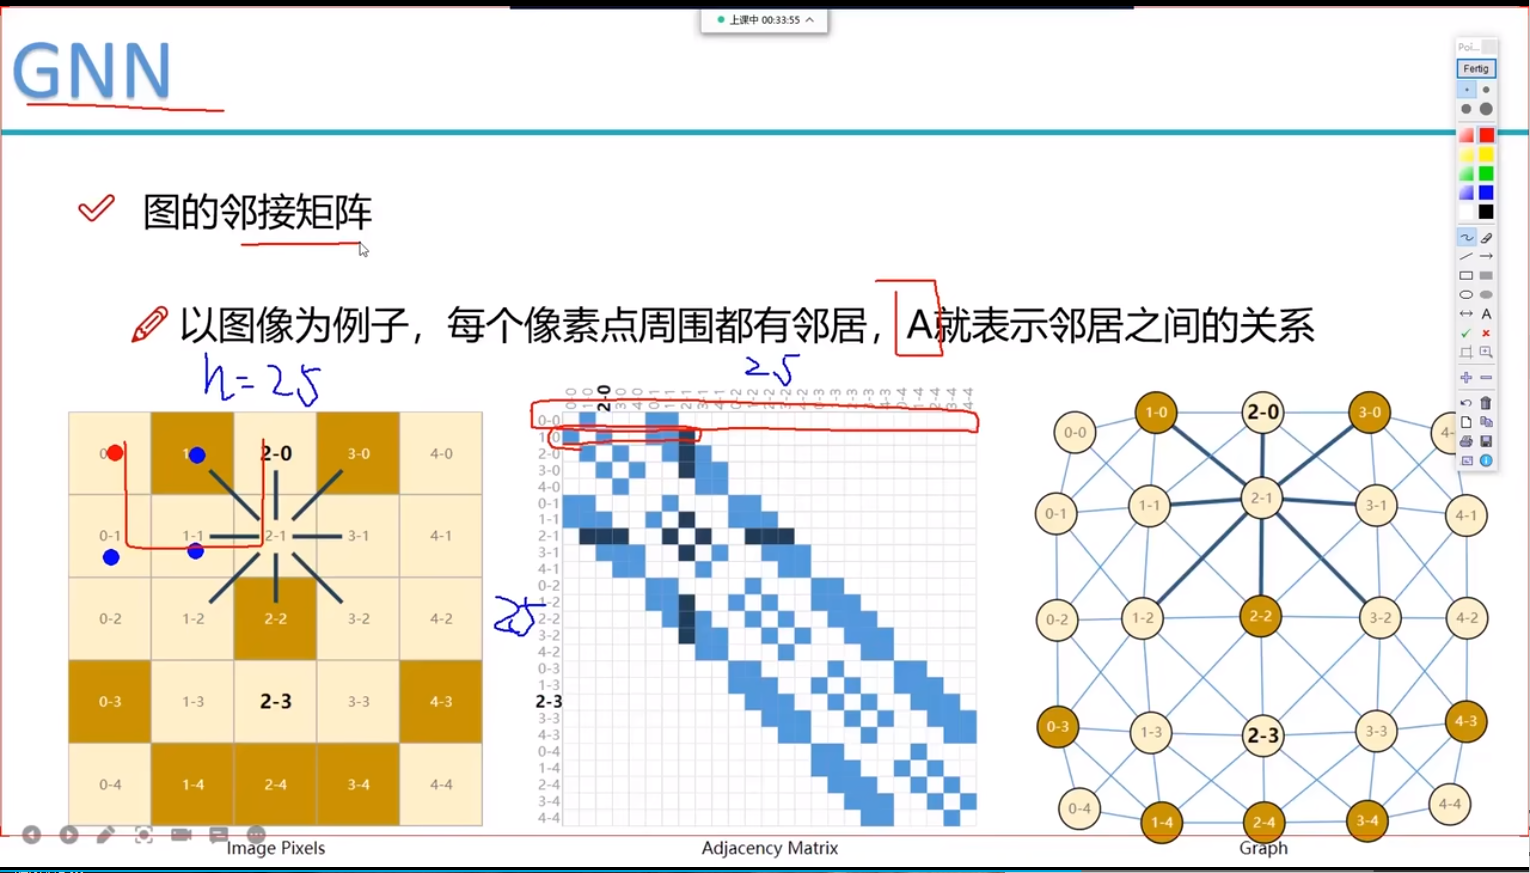 上课中 00:33:55
Poi...
GNN
Fertig
图的邻接矩阵
A
以图像为例子，每个像素点周围都有邻居，A就表示邻居之间的关系
h=25
25
2-0 3-0 4-0
0-1 1-1 2-1 3-1 4-1
0-2 1-2 2-2 3-2 4-2
0-3 1-3 2-3 3-3 4-3
0-4 1-4 2-4 3-4 4-4
Image Pixels
0-0 1-0 2-0 3-0 4-0 0-1 1-1 2-1 3-1 4-1 0-2 1-2 2-2 3-2 4-2 0-3 1-3 2-3 3-3 4-3 0-4 1-4 2-4 3-4 4-4
25
0-0
1-0
2-0
3-0
4-0
0-1
1-1
2-1
3-1
4-1
0-2
1-2
2-2
3-2
4-2
0-3
1-3
2-3
3-3
4-3
0-4
1-4
2-4
3-4
4-4
Adjacency Matrix
0-0 1-0 2-0 3-0 4-
0-1 1-1 2-1 3-1 4-1
0-2 1-2 2-2 3-2 4-2
0-3 1-3 2-3 3-3 4-3
0-4 1-4 2-4 3-4 4-4
Graph